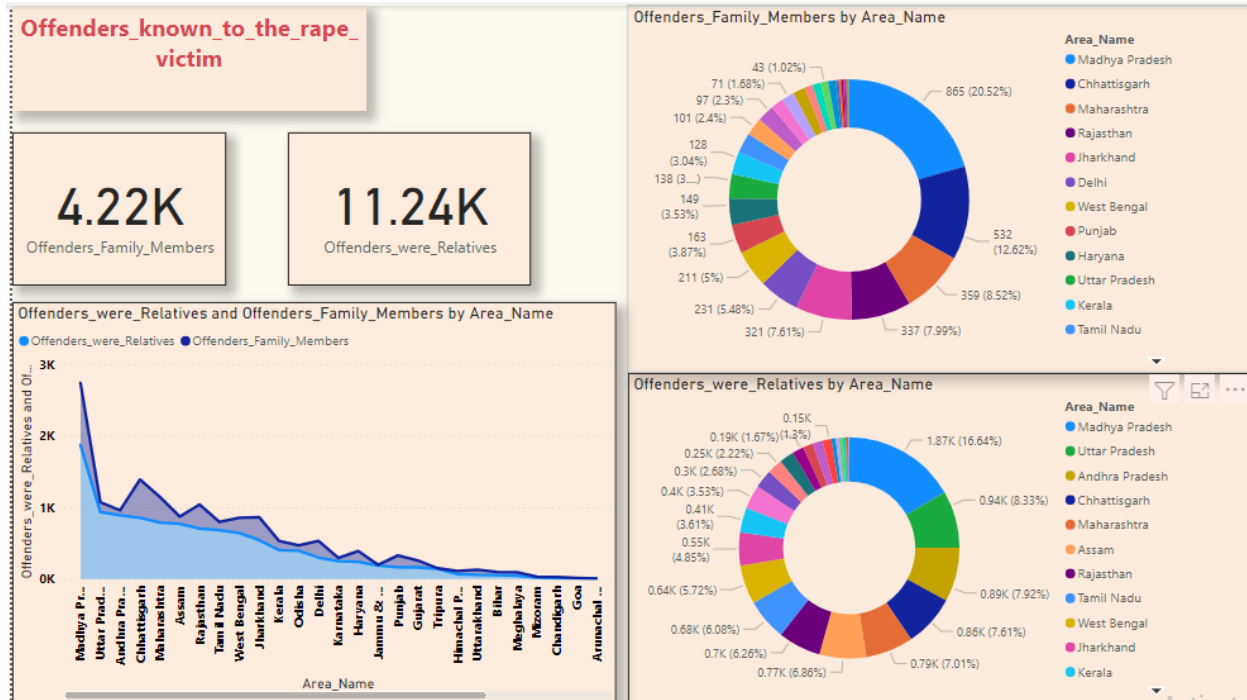 Offenders_known_to_the_rape_
victim
4.22K
Offenders_Family_Members
11.24K
Offenders_were_Relatives
Offenders_were_Relatives and Offenders_Family_Members by Area_Name
Offenders_were_Relatives Offenders_Family_Members
Offenders_were_Relatives and Of...
3K
2K
1K
0K
Madhya Pr...
Uttar Prad...
Andhra Pra...
Chhattisgarh
Maharashtra
Assam
Rajasthan
Tamil Nadu
West Bengal
Jharkhand
Kerala
Odisha
Delhi
Karnataka
Haryana
Jammu & ...
Punjab
Gujarat
Tripura
Himachal P...
Uttarakhand
Bihar
Meghalaya
Mizoram
Chandigarh
Goa
Arunachal ...
Area_Name
Offenders_Family_Members by Area_Name
43 (1.02%)
71 (1.68%)
97 (2.3%)
101 (2.4%)
128
(3.04%)
138 (3....)
149
(3.53%)
163
(3.87%)
211 (5%)
231 (5.48%)
321 (7.61%)
337 (7.99%)
359 (8.52%)
532
(12.62%)
865 (20.52%)
Area_Name
Madhya Pradesh
Chhattisgarh
Maharashtra
Rajasthan
Jharkhand
Delhi
West Bengal
Punjab
Haryana
Uttar Pradesh
Kerala
Tamil Nadu
Offenders_were_Relatives by Area_Name
0.15K
(1.3%)
0.19K (1.67%)
0.25K (2.22%)
0.3K (2.68%)
0.4K (3.53%)
0.41K
(3.61%)
0.55K
(4.85%)
0.64K (5.72%)
0.68K (6.08%)
0.7K (6.26%)
0.77K (6.86%)
0.79K (7.01%)
0.86K (7.61%)
0.89K (7.92%)
0.94K (8.33%)
1.87K (16.64%)
Area_Name
Madhya Pradesh
Uttar Pradesh
Andhra Pradesh
Chhattisgarh
Maharashtra
Assam
Rajasthan
Tamil Nadu
West Bengal
Jharkhand
Kerala